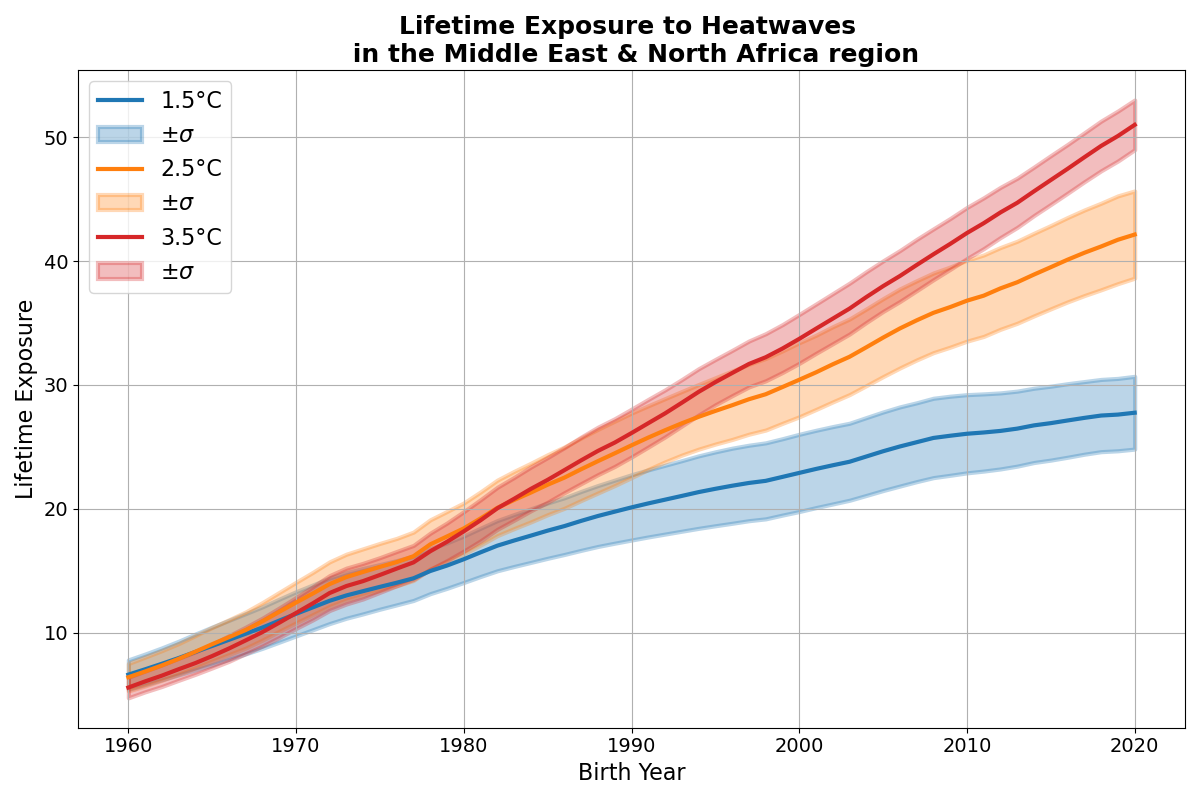 Lifetime Exposure to Heatwaves
in the Middle East & North Africa region
1.5°C
±σ
2.5°C
±σ
3.5°C
±σ
Lifetime Exposure
50
40
30
20
10
1960 1970 1980 1990 2000 2010 2020
Birth Year